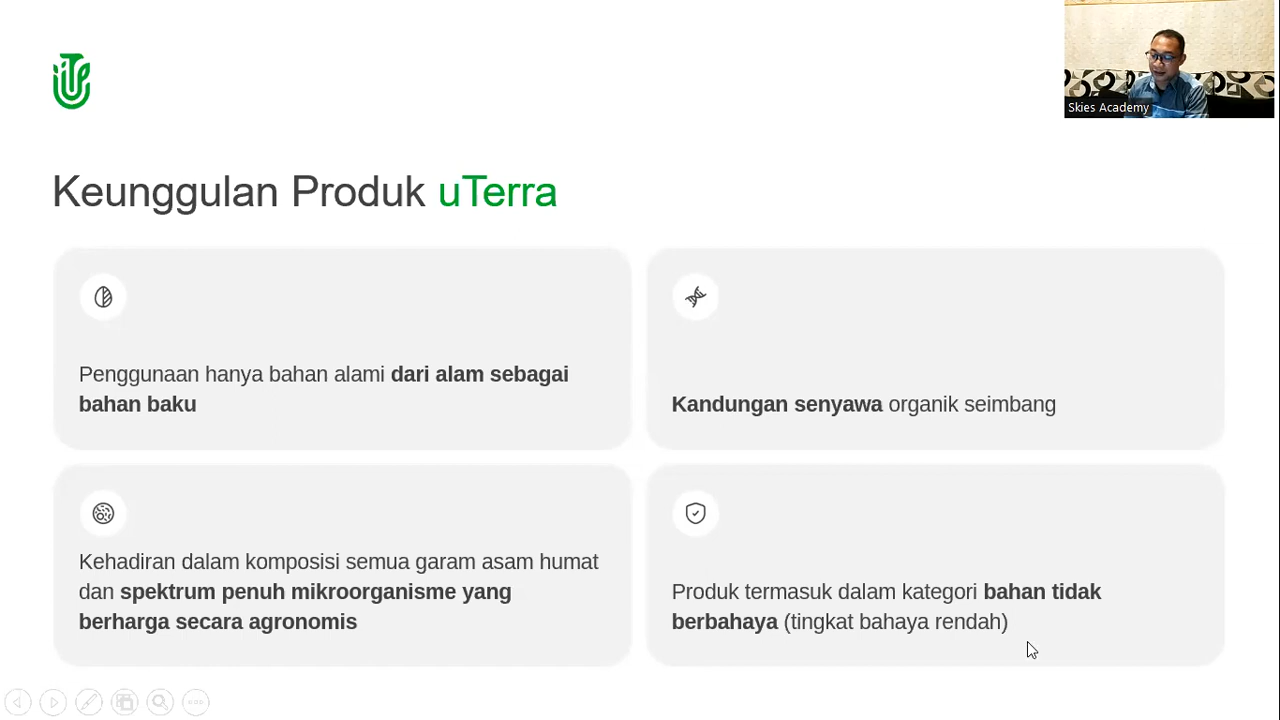 Skies Academy
Keunggulan Produk uTerra
Penggunaan hanya bahan alami dari alam sebagai
bahan baku
Kandungan senyawa organik seimbang
Kehadiran dalam komposisi semua garam asam humat
dan spektrum penuh mikroorganisme yang
berharga secara agronomis
Produk termasuk dalam kategori bahan tidak
berbahaya (tingkat bahaya rendah)